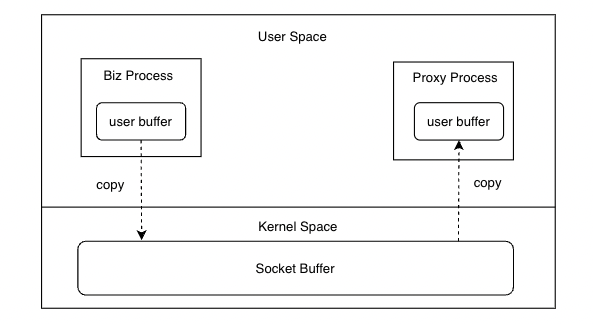 User Space
Biz Process
Proxy Process
user buffer
user buffer
copy
copy
Kernel Space
Socket Buffer